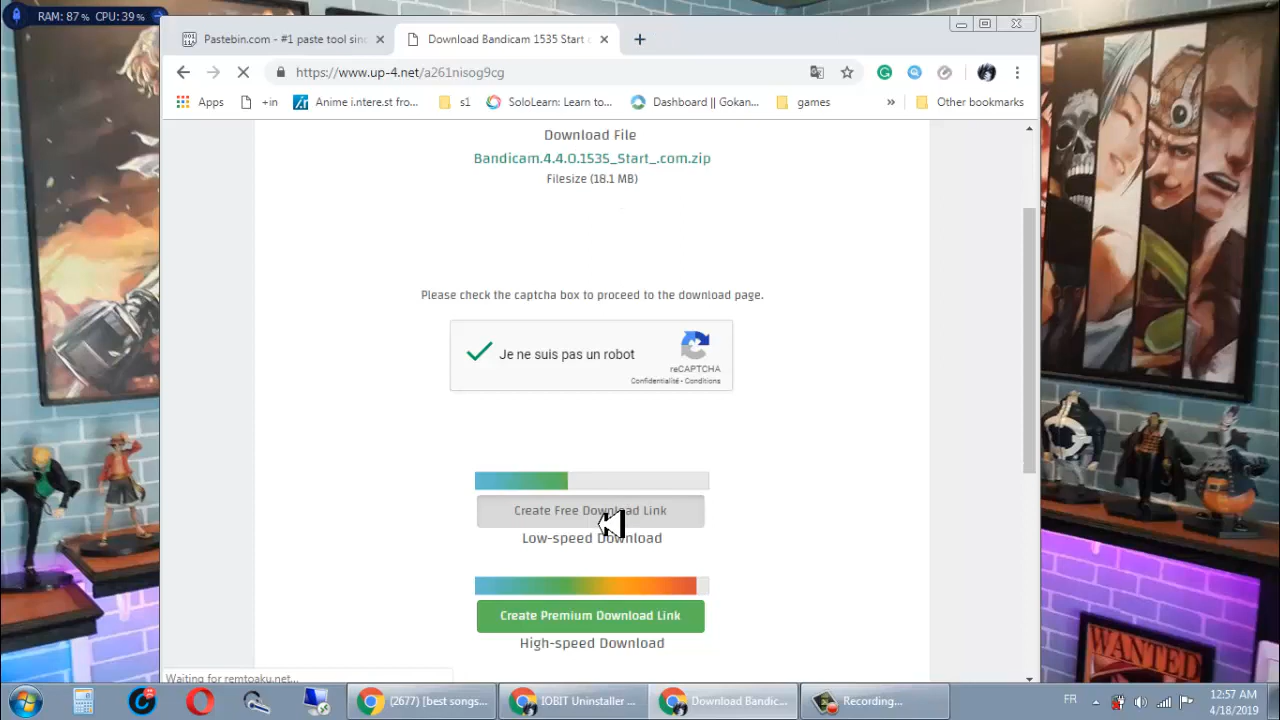 RAM: 87% CPU: 39%
Pastebin.com - #1 paste tool sinc
Download Bandicam 1535 Start c
https://www.up-4.net/a261nisog9cg
Apps
+in
Anime i.ntere.st fro...
s1
SoloLearn: Learn to...
Dashboard || Gokan...
games
»
Other bookmarks
Download File
Bandicam.4.4.0.1535_Start_.com.zip
Filesize (18.1 MB)
Please check the captcha box to proceed to the download page.
Je ne suis pas un robot
reCAPTCHA
Confidentialité - Conditions
Create Free Download Link
Low-speed Download
Create Premium Download Link
High-speed Download
Waiting for remtoaku.net...
WANTED
(2677) [best songs...
IOBIT Uninstaller ...
Download Bandic...
Recording...
FR
12:57 AM
4/18/2019